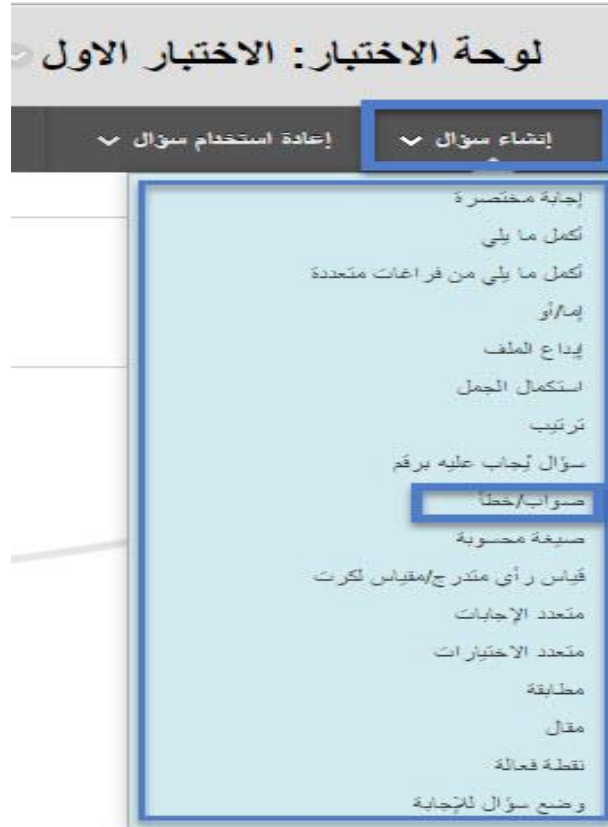 لوحة الاختبار: الاختبار الاول
إنشاء سؤال
إعادة استخدام سؤال
إجابة مختصرة
أكمل ما يلي
أكمل ما يلي من فراغات متعددة
إما/أو
إيداع الملف
استكمال الجمل
ترتيب
سؤال يُجاب عليه برقم
صواب/خطأ
صيغة محسوبة
قياس رأي متدرج/مقياس لكرت
متعدد الإجابات
متعدد الاختيارات
مطابقة
مقال
نقطة فعالة
وضع سؤال للإجابة